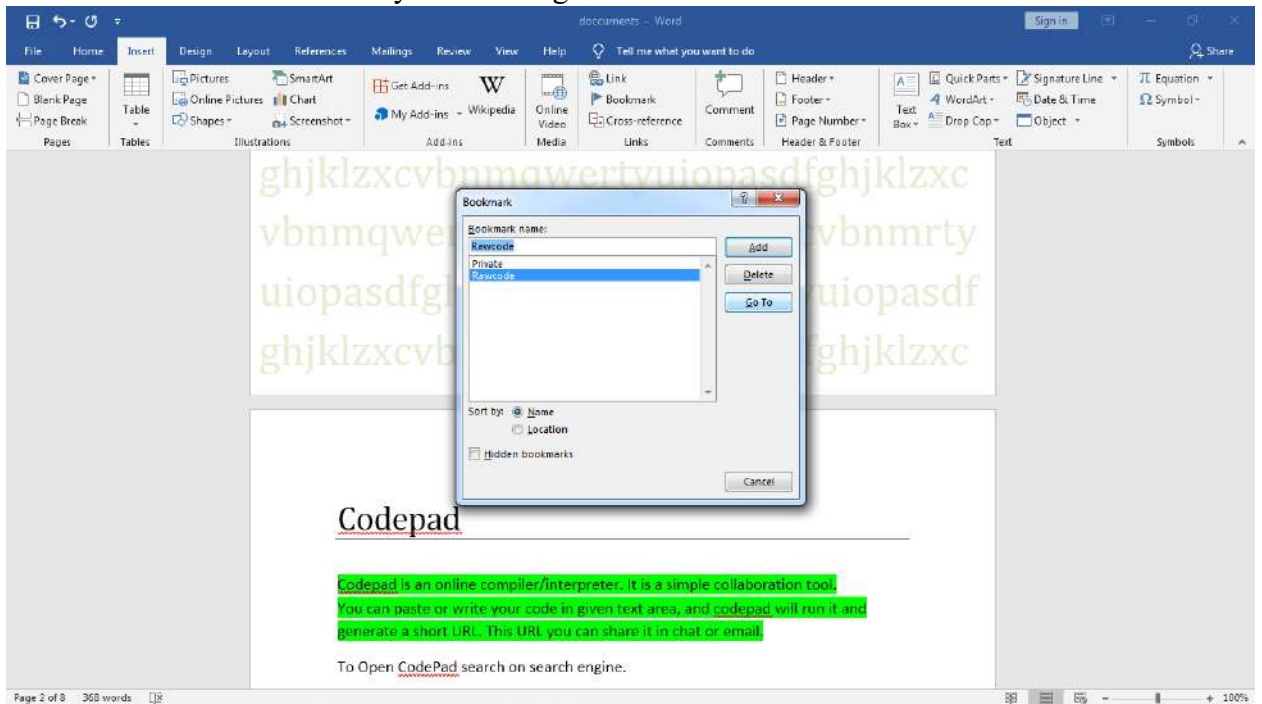 doccuments - Word
Sign in
File Home Insert Design Layout References Mailings Review View Help Tell me what you want to do Share
Cover Page
Blank Page
Page Break
Pages
Table
Tables
Pictures
Online Pictures
Shapes
SmartArt
Chart
Screenshot
Illustrations
Get Add-ins
My Add-ins
W
Wikipedia
Add-ins
Online
Video
Media
Link
Bookmark
Cross-reference
Links
Comment
Comments
Header
Footer
Page Number
Header & Footer
Text
Box
Quick Parts
WordArt
Drop Cap
Signature Line
Date & Time
Object
Text
Equation
Symbol
Symbols
ghjklzxcvbnmqwertyuiopasdfghjklzxc
vbnmqwe vbnmrty
uiopasdfg yuiopasdf
ghjklzxcvb fghjklzxc
Bookmark
Bookmark name:
Rawcode
Add
Private
Rawcode
Delete
Go To
Sort by: Name
Location
Hidden bookmarks
Cancel
Codepad
Codepad is an online compiler/interpreter. It is a simple collaboration tool.
You can paste or write your code in given text area, and codepad will run it and
generate a short URL. This URL you can share it in chat or email.
To Open CodePad search on search engine.
Page 2 of 8 368 words 100%